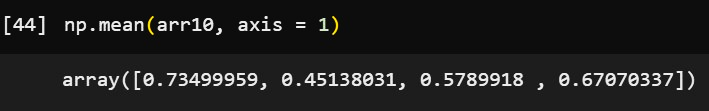 [44] np.mean(arr10, axis = 1)
array([0.73499959, 0.45138031, 0.5789918 , 0.67070337])